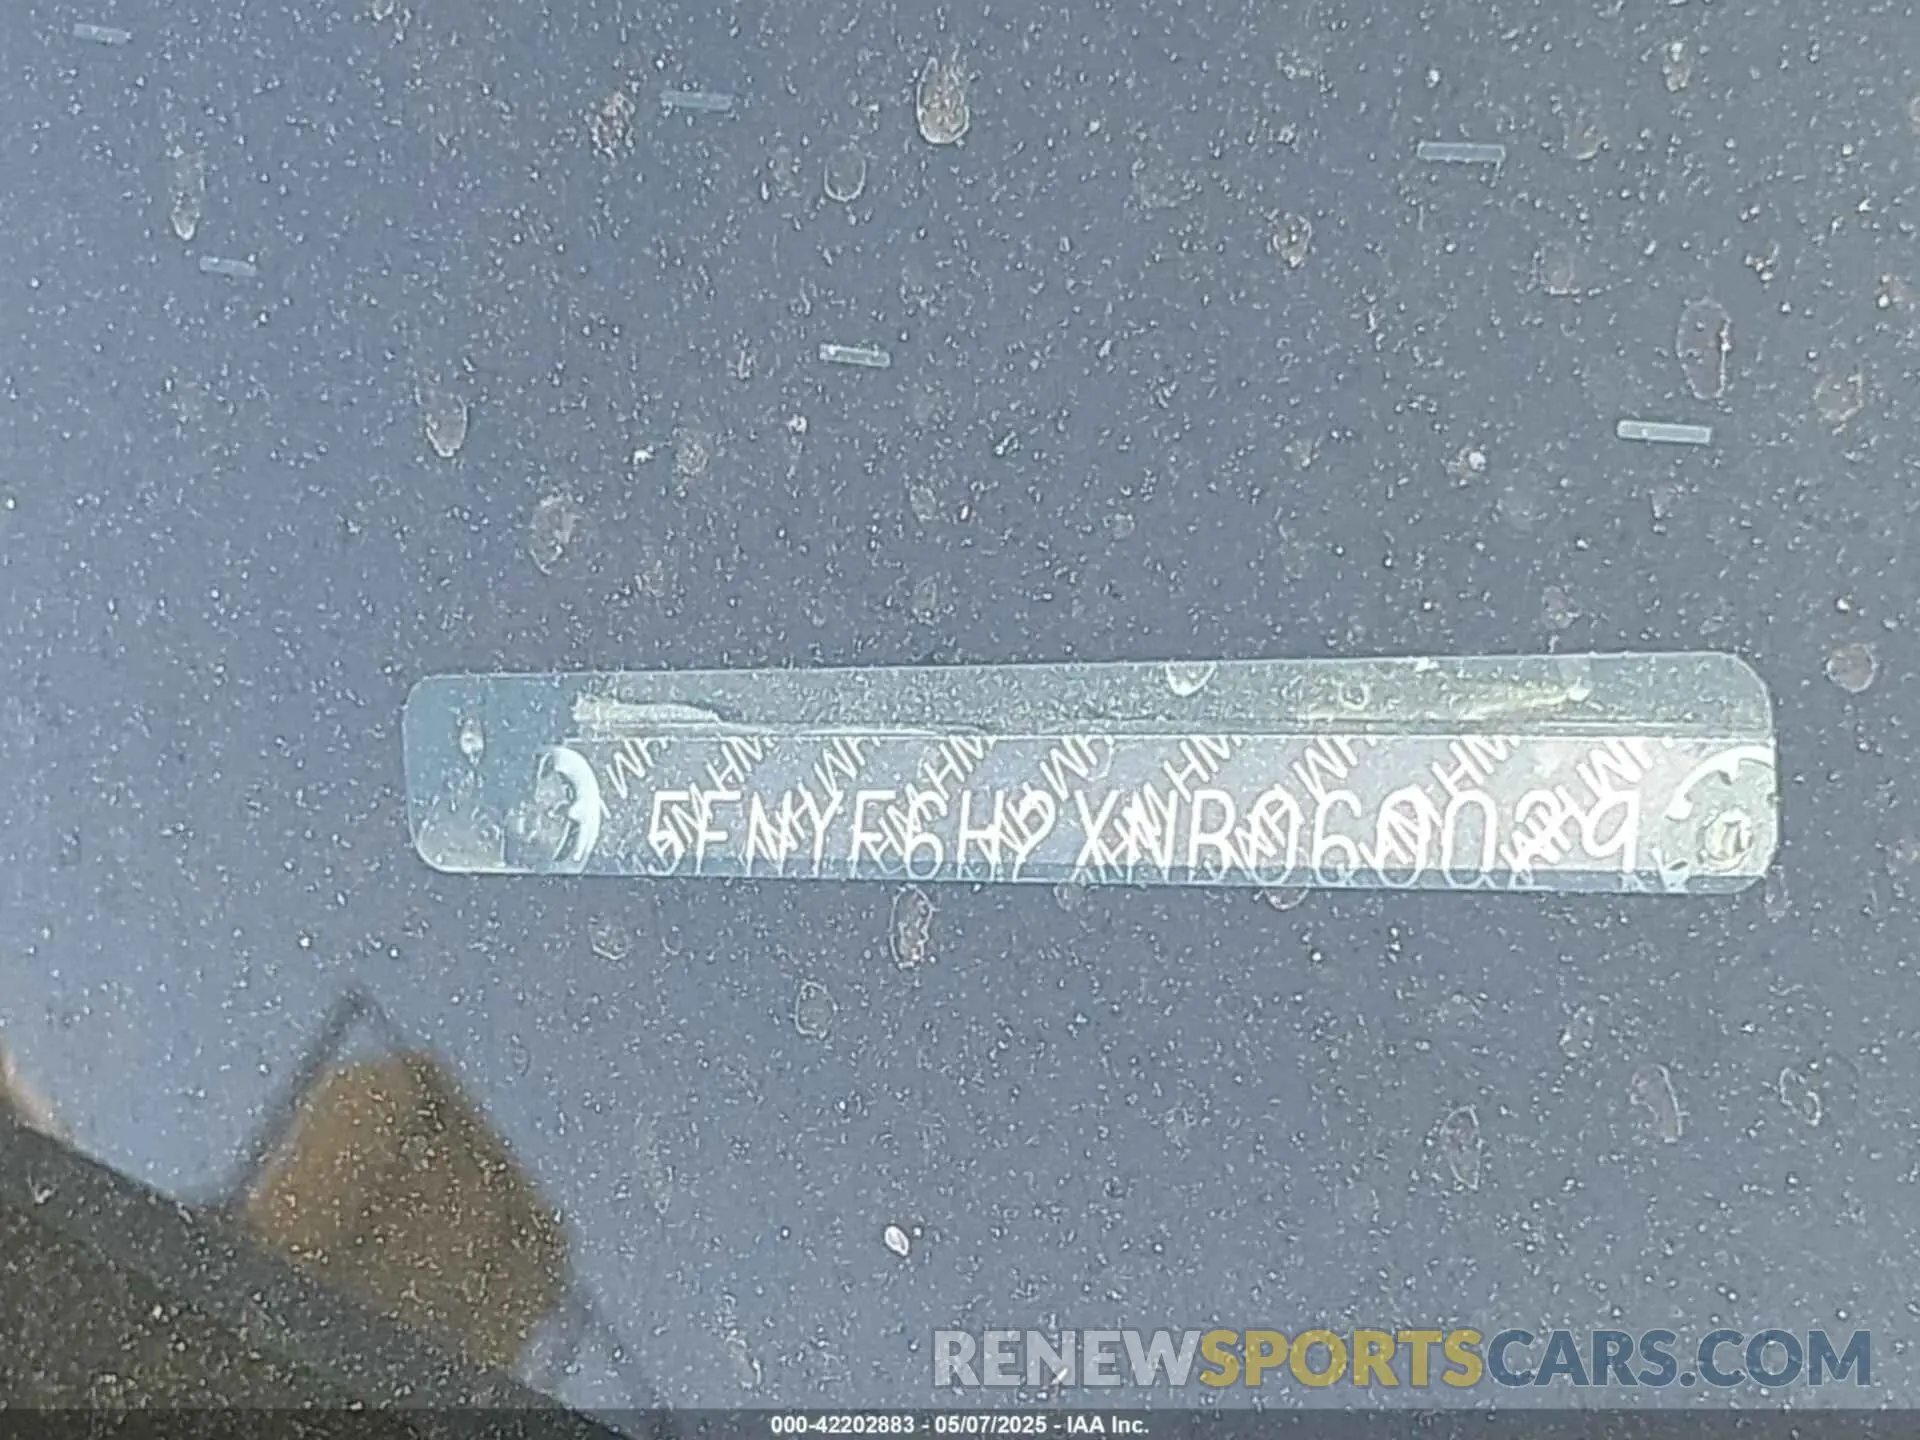 5FNYF6H2XNB060029
RENEWSPORTSCARS.COM
000-42202883 - 05/07/2025 - IAA Inc.